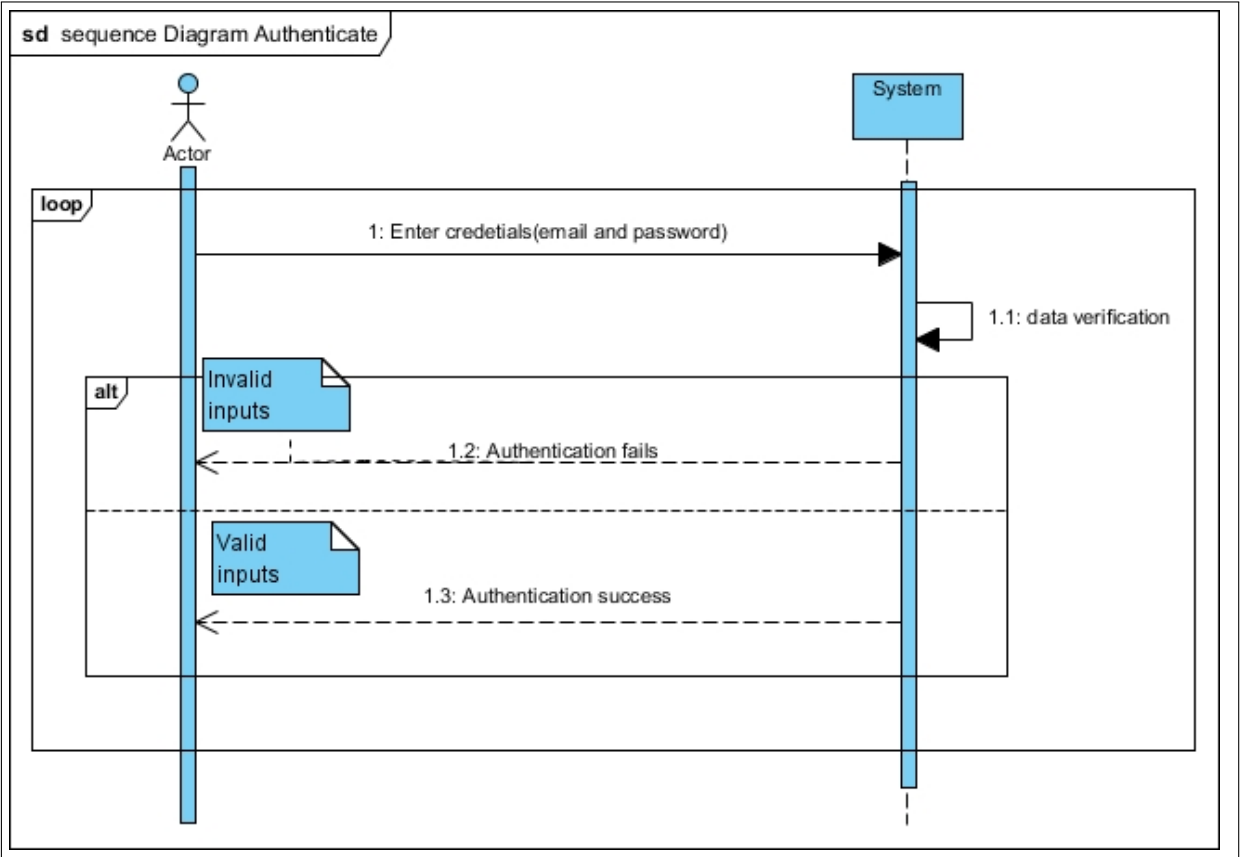 sd sequence Diagram Authenticate
System
Actor
loop
1: Enter credetials(email and password)
1.1: data verification
alt
Invalid
inputs
1.2: Authentication fails
Valid
inputs
1.3: Authentication success